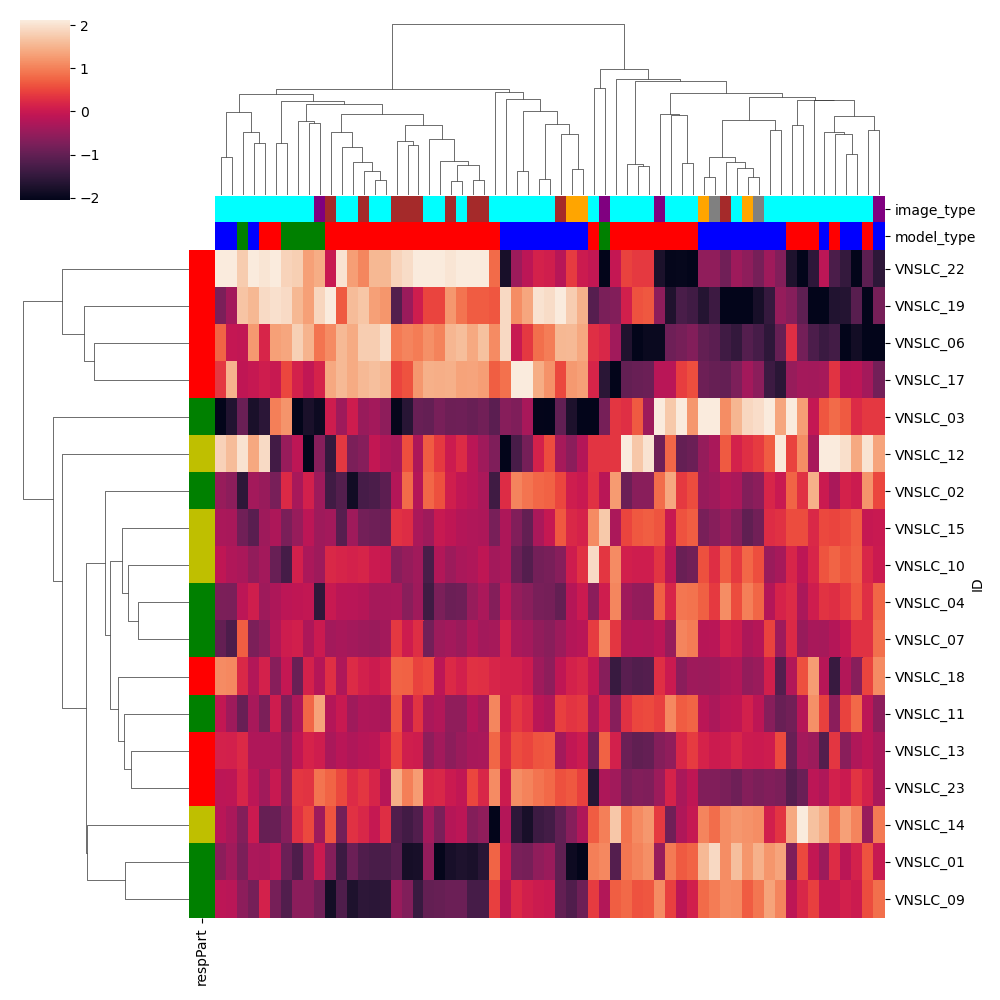 2
1
0
−1
−2
image_type
model_type
VNSLC_22
VNSLC_19
VNSLC_06
VNSLC_17
VNSLC_03
VNSLC_12
VNSLC_02
VNSLC_15
VNSLC_10
VNSLC_04
VNSLC_07
VNSLC_18
VNSLC_11
VNSLC_13
VNSLC_23
VNSLC_14
VNSLC_01
VNSLC_09
ID
respPart